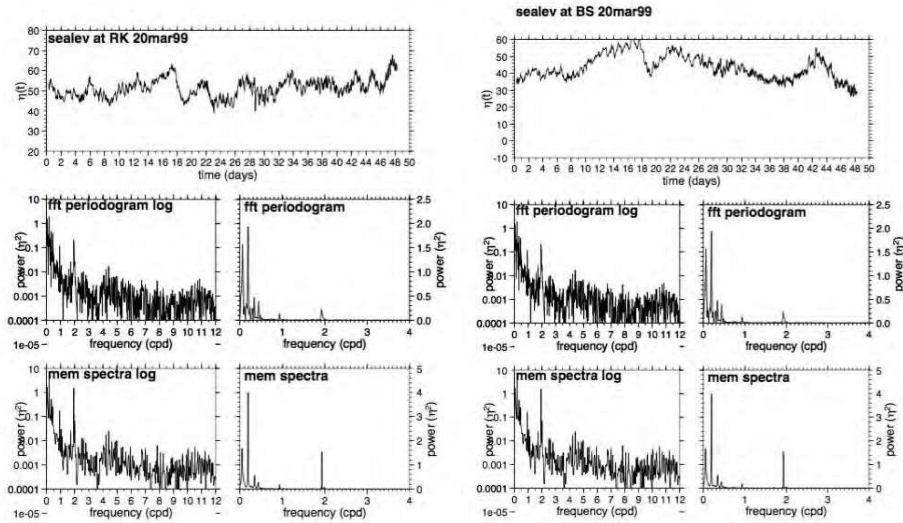 sealev at RK 20mar99
80
70
60
50
40
30
20
η(t)
0 2 4 6 8 10 12 14 16 18 20 22 24 26 28 30 32 34 36 38 40 42 44 46 48 50
time (days)
fft periodogram log
10
1
0.1
0.01
0.001
0.0001
1e-05
power (η²)
0 1 2 3 4 5 6 7 8 9 10 11 12
frequency (cpd)
fft periodogram
2.5
2.0
1.5
1.0
0.5
0.0
power (η²)
0 1 2 3 4
frequency (cpd)
mem spectra log
10
1
0.1
0.01
0.001
0.0001
1e-05
power (η²)
0 1 2 3 4 5 6 7 8 9 10 11 12
frequency (cpd)
mem spectra
5
4
3
2
1
0
power (η²)
0 1 2 3 4
frequency (cpd)
sealev at BS 20mar99
60
50
40
30
20
10
0
-10
η(t)
0 2 4 6 8 10 12 14 16 18 20 22 24 26 28 30 32 34 36 38 40 42 44 46 48 50
time (days)
fft periodogram log
10
1
0.1
0.01
0.001
0.0001
1e-05
power (η²)
0 1 2 3 4 5 6 7 8 9 10 11 12
frequency (cpd)
fft periodogram
2.5
2.0
1.5
1.0
0.5
0.0
power (η²)
0 1 2 3 4
frequency (cpd)
mem spectra log
10
1
0.1
0.01
0.001
0.0001
1e-05
power (η²)
0 1 2 3 4 5 6 7 8 9 10 11 12
frequency (cpd)
mem spectra
5
4
3
2
1
0
power (η²)
0 1 2 3 4
frequency (cpd)